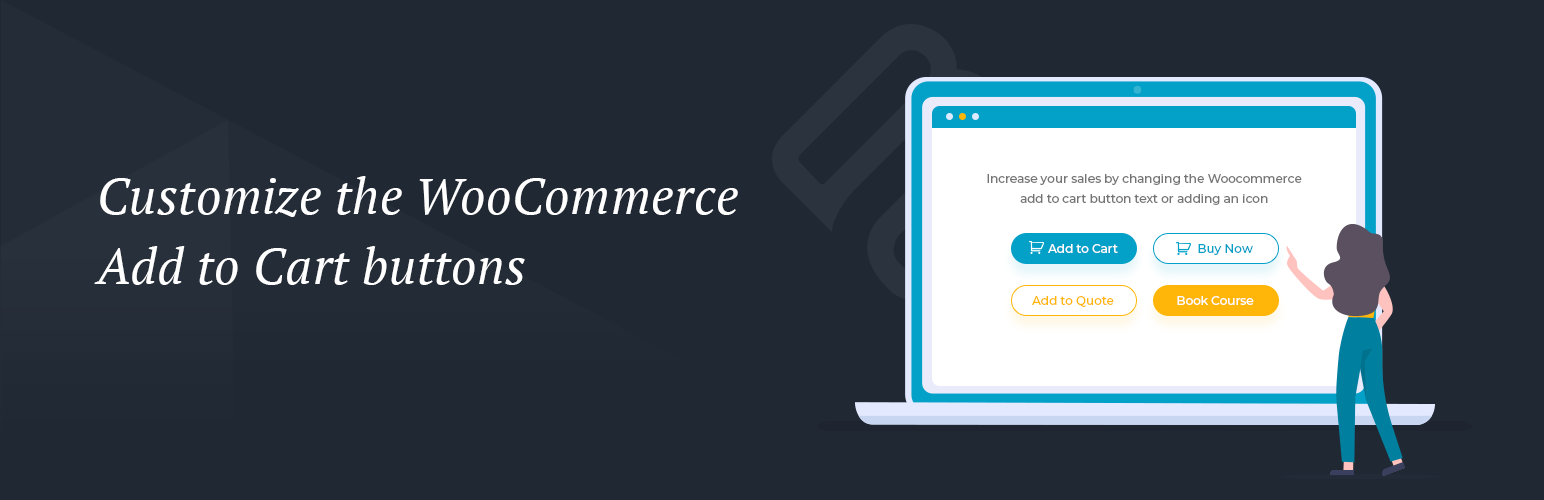 Customize the WooCommerce
Add to Cart buttons
Increase your sales by changing the Woocommerce
add to cart button text or adding an icon
Add to Cart
Buy Now
Add to Quote
Book Course